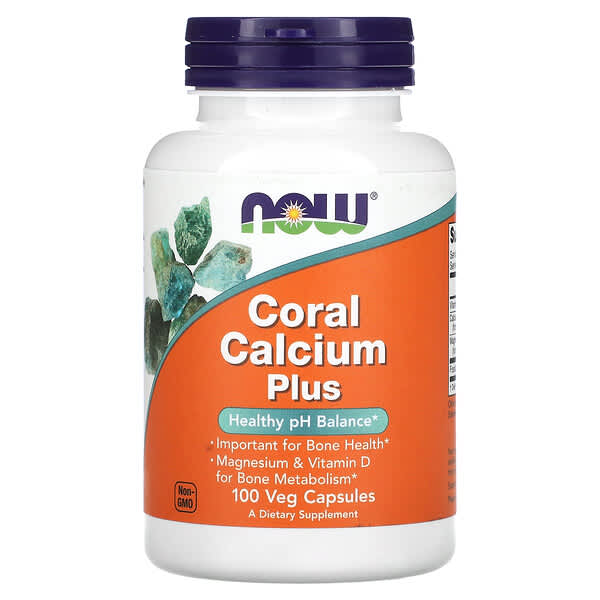 now®
Coral
Calcium
Plus
Healthy pH Balance*
• Important for Bone Health*
• Magnesium & Vitamin D
for Bone Metabolism*
100 Veg Capsules
A Dietary Supplement
Non-
GMO